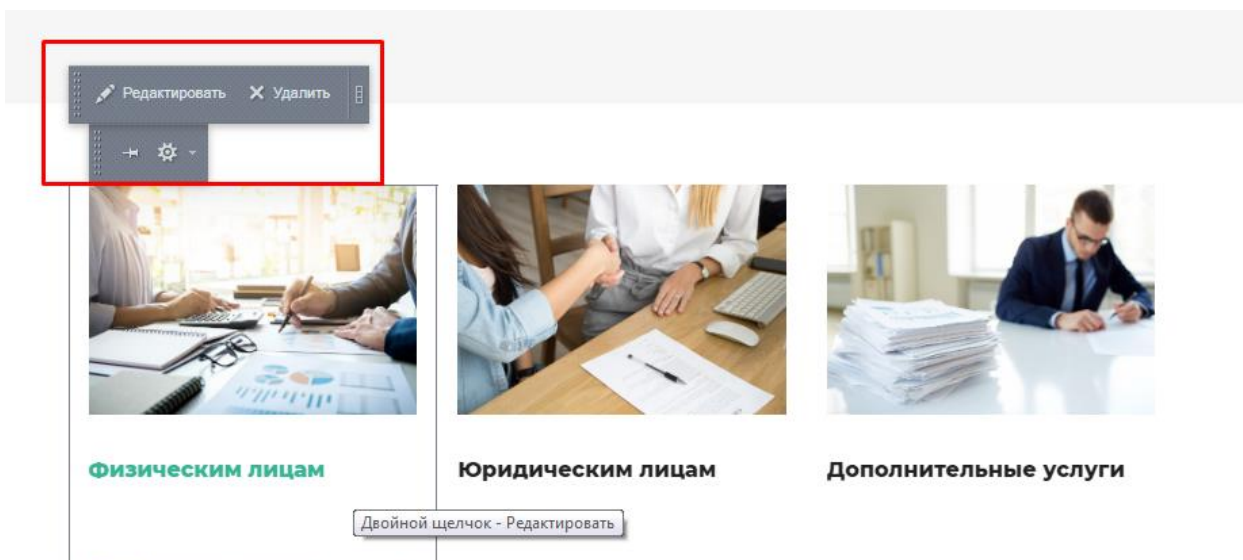 Редактировать Удалить
Физическим лицам Юридическим лицам Дополнительные услуги
Двойной щелчок - Редактировать